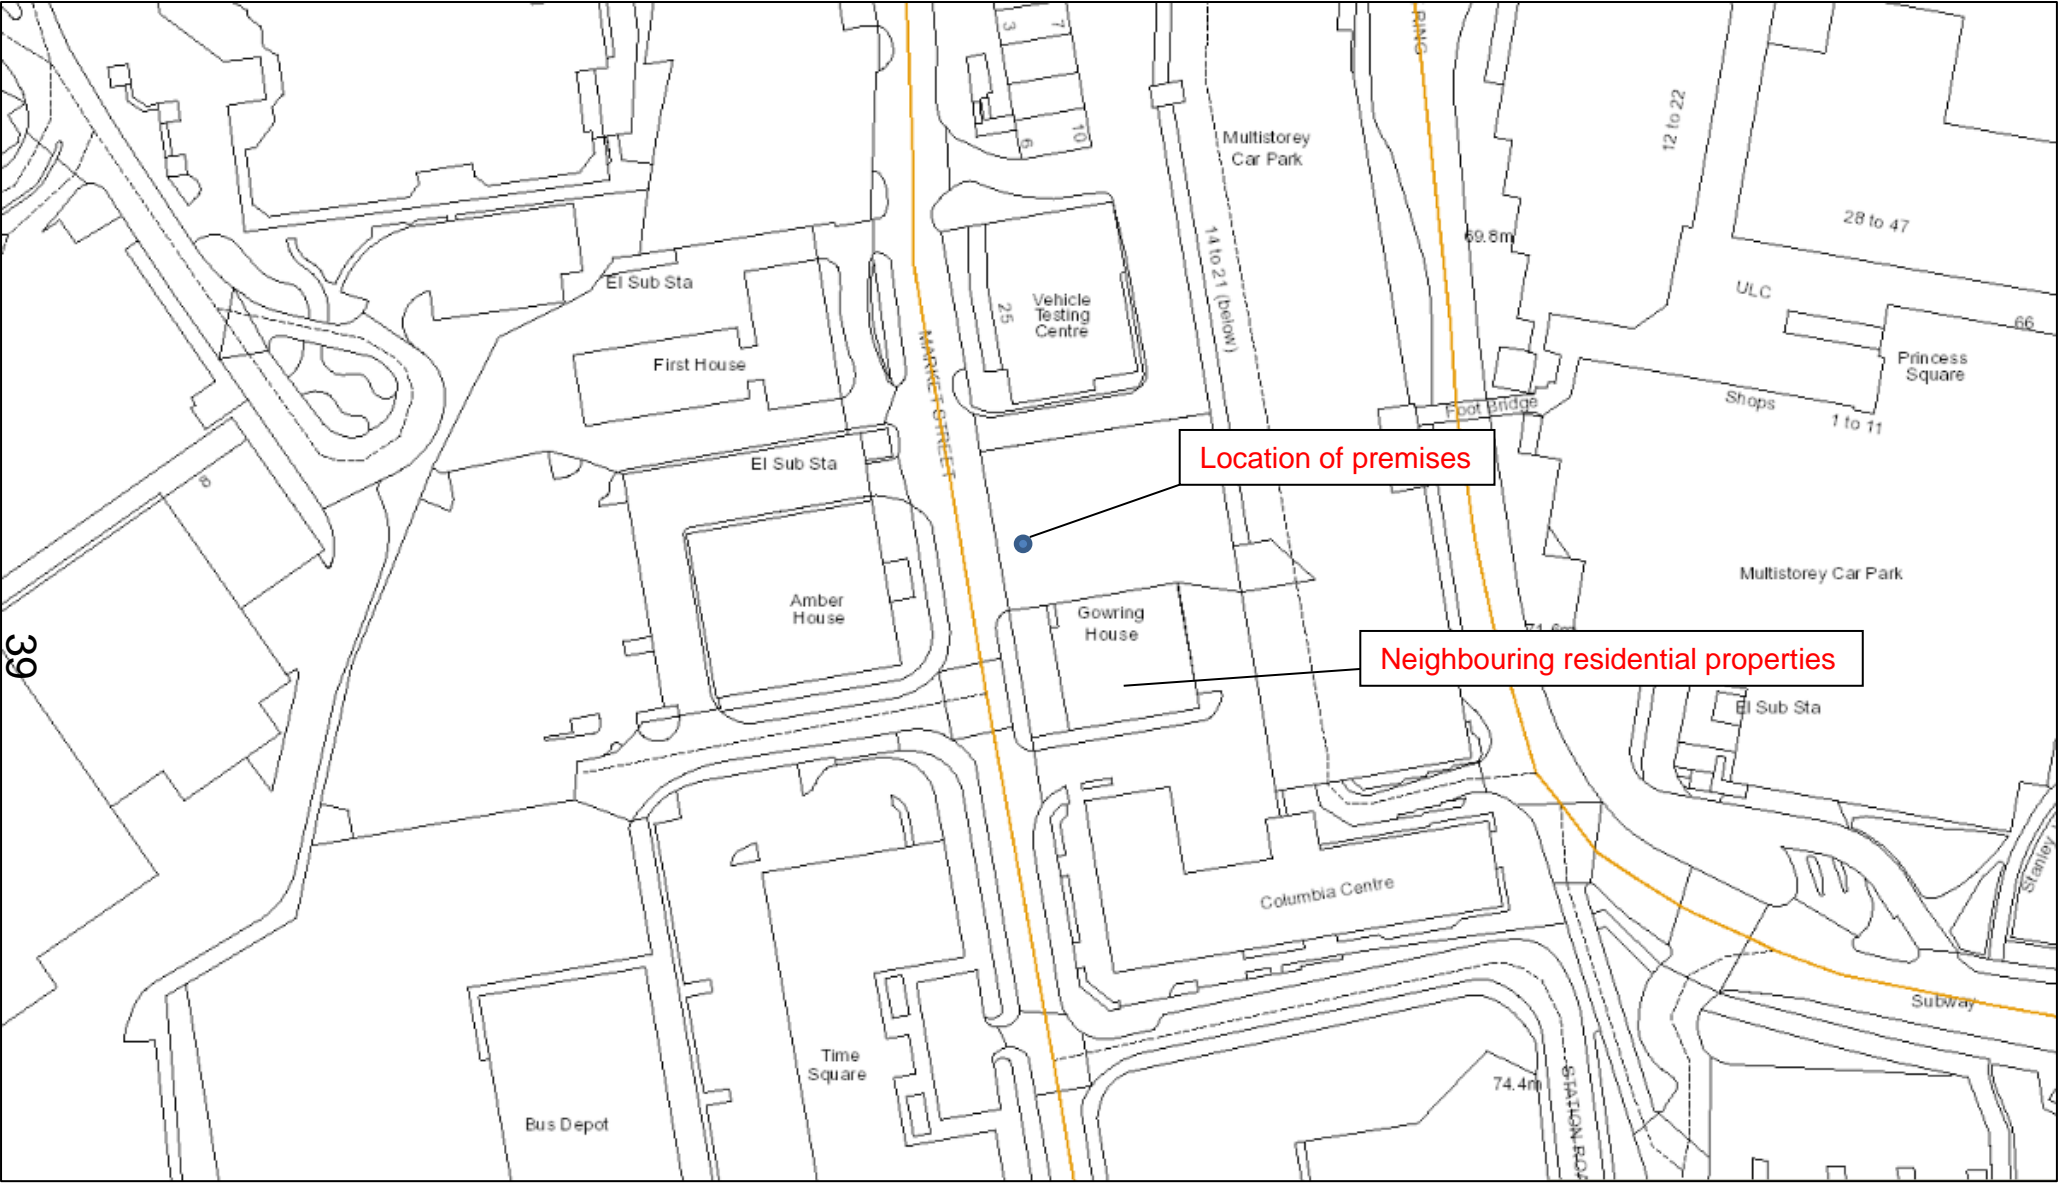 RING
3
7
6
10
12 to 22
Multistorey
Car Park
28 to 47
69.8m
El Sub Sta
14 to 21 (below)
ULC
25
Vehicle
Testing
Centre
66
First House
MARKET STREET
Princess
Square
Foot Bridge
Shops
1 to 11
El Sub Sta
Location of premises
8
Multistorey Car Park
Amber
House
Gowring
House
39
Neighbouring residential properties
El Sub Sta
Columbia Centre
Stanley
Subway
Time
Square
74.4m
STATION ROA
Bus Depot